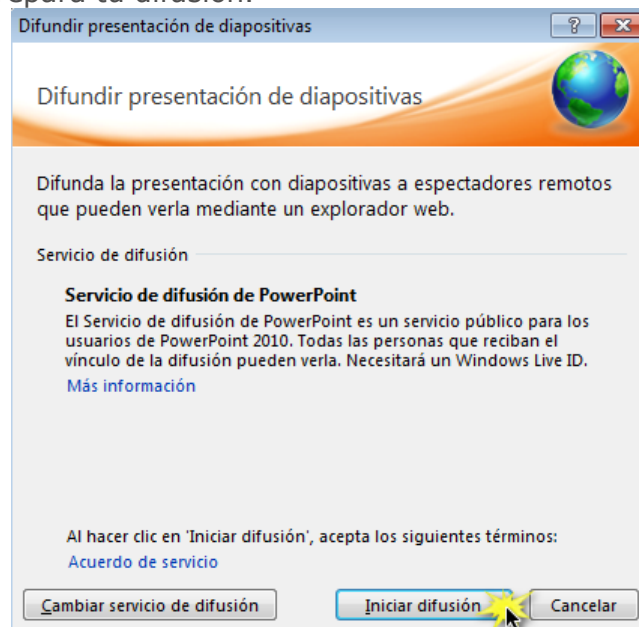 Difundir presentación de diapositivas
Difundir presentación de diapositivas
Difunda la presentación con diapositivas a espectadores remotos
que pueden verla mediante un explorador web.
Servicio de difusión
Servicio de difusión de PowerPoint
El Servicio de difusión de PowerPoint es un servicio público para los
usuarios de PowerPoint 2010. Todas las personas que reciban el
vínculo de la difusión pueden verla. Necesitará un Windows Live ID.
Más información
Al hacer clic en 'Iniciar difusión', acepta los siguientes términos:
Acuerdo de servicio
Cambiar servicio de difusión Iniciar difusión Cancelar